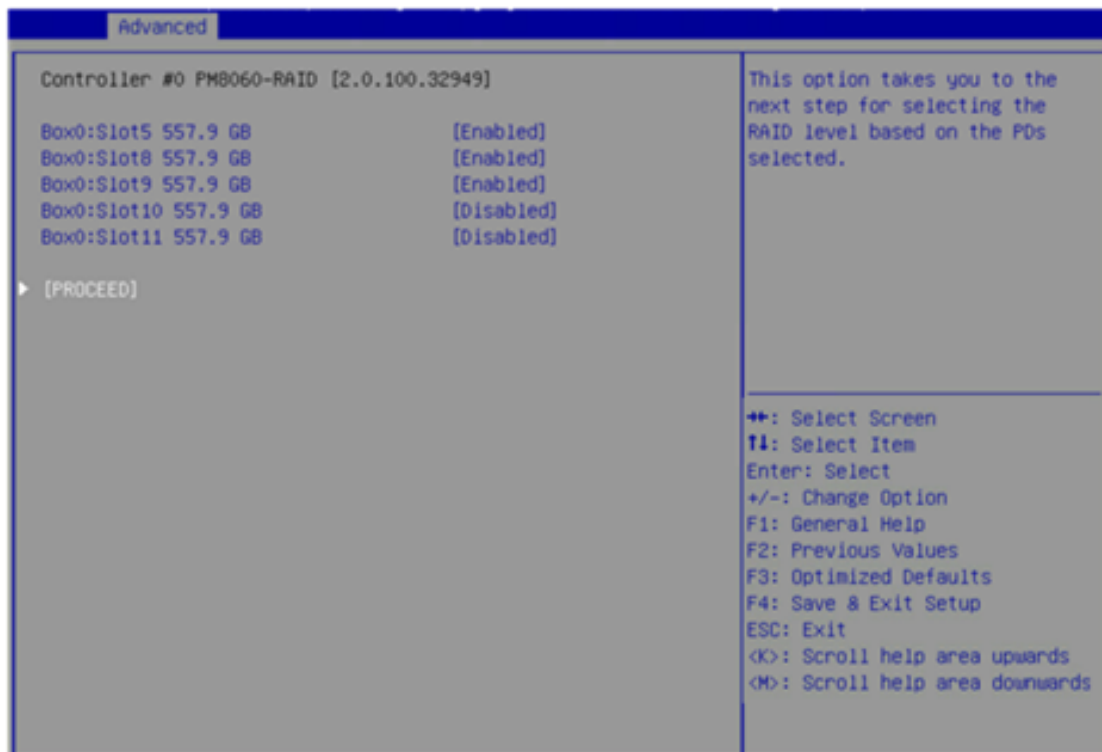 Advanced
Controller #0 PM8060-RAID [2.0.100.32949]
Box0:Slot5 557.9 GB [Enabled]
Box0:Slot8 557.9 GB [Enabled]
Box0:Slot9 557.9 GB [Enabled]
Box0:Slot10 557.9 GB [Disabled]
Box0:Slot11 557.9 GB [Disabled]
[PROCEED]
This option takes you to the
next step for selecting the
RAID level based on the PDs
selected.
→←: Select Screen
↑↓: Select Item
Enter: Select
+/-: Change Option
F1: General Help
F2: Previous Values
F3: Optimized Defaults
F4: Save & Exit Setup
ESC: Exit
<K>: Scroll help area upwards
<M>: Scroll help area downwards